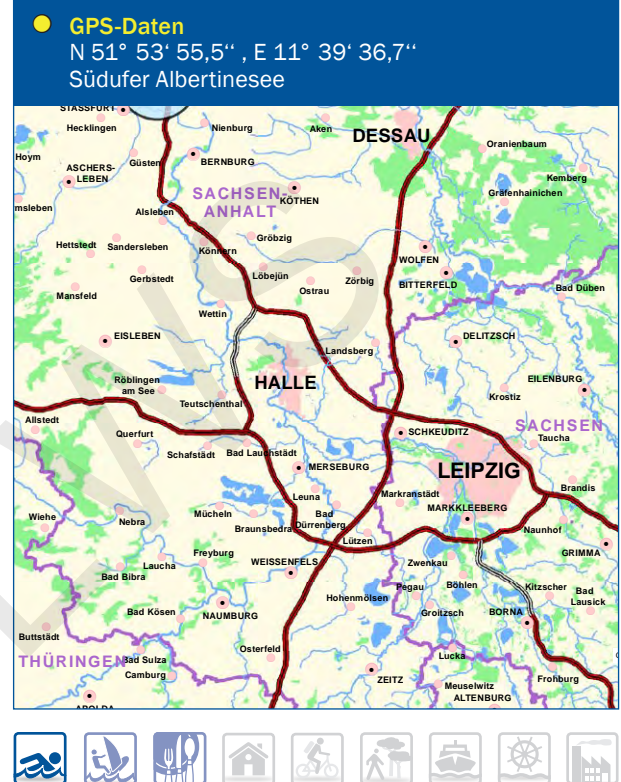 GPS-Daten
N 51° 53‘ 55,5‘‘ , E 11° 39‘ 36,7‘‘
Südufer Albertinesee
STASSFURT
Hecklingen
Nienburg
Aken
DESSAU
Oranienbaum
Hoym
Güsten
BERNBURG
ASCHERS-
LEBEN
Kemberg
Gräfenhainichen
SACHSEN-
ANHALT
KÖTHEN
msleben
Alsleben
Hettstedt
Sandersleben
Könnern
Gröbzig
WOLFEN
Gerbstedt
Löbejün
Ostrau
Zörbig
BITTERFELD
Bad Düben
Mansfeld
Wettin
EISLEBEN
Landsberg
DELITZSCH
Röblingen
am See
HALLE
EILENBURG
Teutschenthal
Krostiz
Allstedt
Querfurt
SCHKEUDITZ
SACHSEN
Taucha
Schafstädt
Bad Lauchstädt
MERSEBURG
LEIPZIG
Leuna
Markranstädt
Brandis
Wiehe
Nebra
Mücheln
Braunsbedra
Bad
Dürrenberg
MARKKLEEBERG
Naunhof
Lützen
GRIMMA
Laucha
Freyburg
WEISSENFELS
Zwenkau
Bad Bibra
Pegau
Böhlen
Kitzscher
Bad
Lausick
Hohenmölsen
Bad Kösen
NAUMBURG
Groitzsch
BORNA
Buttstädt
Osterfeld
Lucka
THÜRINGEN
Bad Sulza
Camburg
ZEITZ
Meuselwitz
Frohburg
ALTENBURG
APOLDA